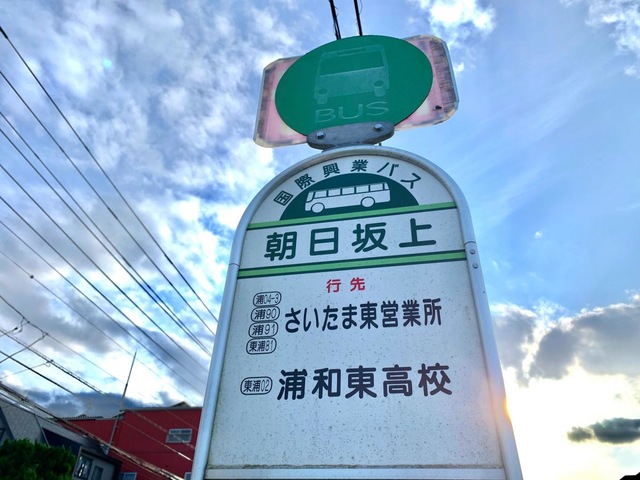 BUS
国際興業バス
朝日坂上
行先
浦04-3
浦90
浦91
東浦81
さいたま東営業所
東浦02
浦和東高校